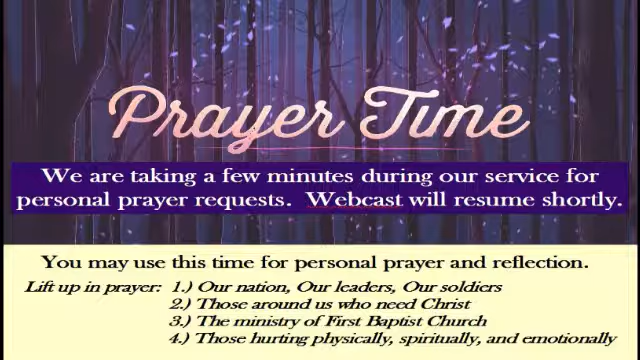 Prayer Time
We are taking a few minutes during our service for
personal prayer requests.  Webcast will resume shortly.
You may use this time for personal prayer and reflection.
Lift up in prayer:  1.) Our nation, Our leaders, Our soldiers
2.) Those around us who need Christ
3.) The ministry of First Baptist Church
4.) Those hurting physically, spiritually, and emotionally